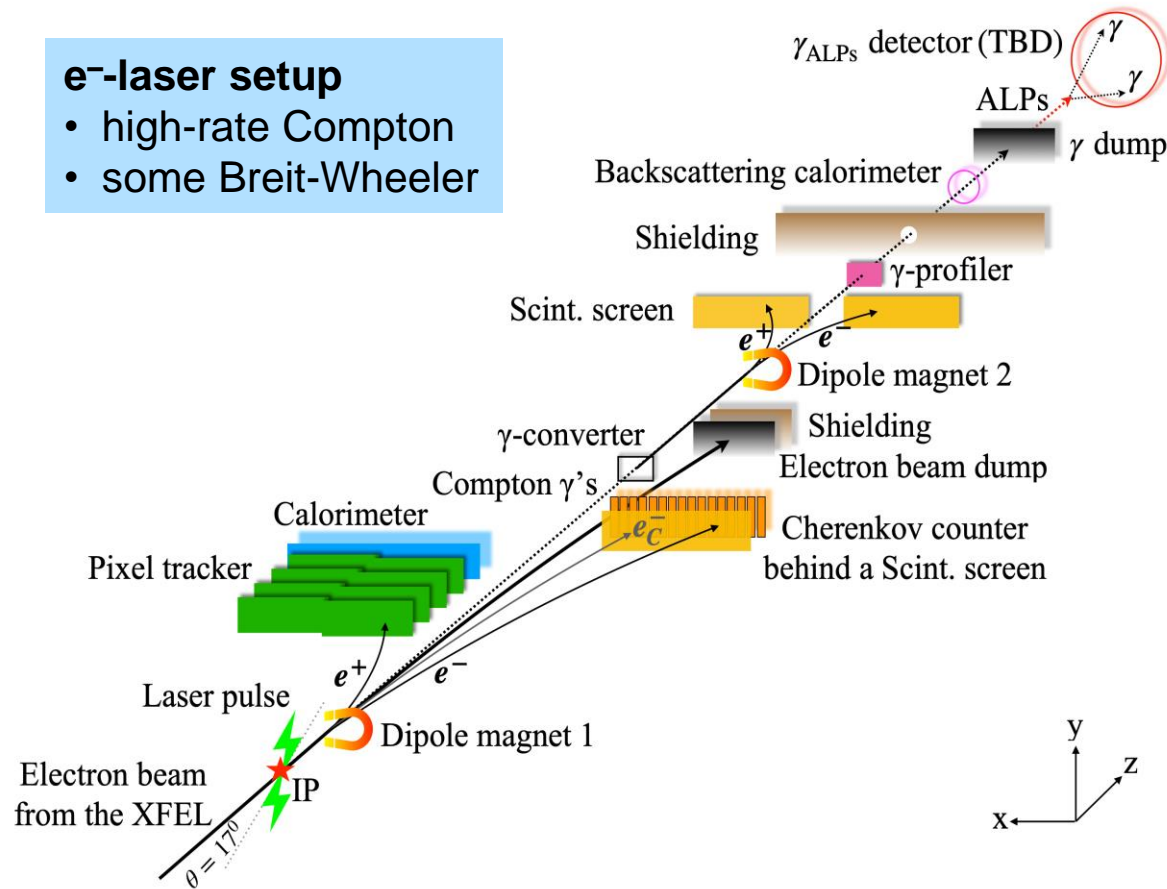 e⁻-laser setup
• high-rate Compton
• some Breit-Wheeler
γ_ALPs detector (TBD)
γ
γ
ALPs
γ dump
Backscattering calorimeter
Shielding
γ-profiler
Scint. screen
e⁺
e⁻
Dipole magnet 2
γ-converter
Shielding
Electron beam dump
Compton γ's
Calorimeter
e⁻_C
Cherenkov counter
behind a Scint. screen
Pixel tracker
e⁺
e⁻
Laser pulse
Dipole magnet 1
Electron beam
from the XFEL
IP
θ = 17⁰
y
z
x